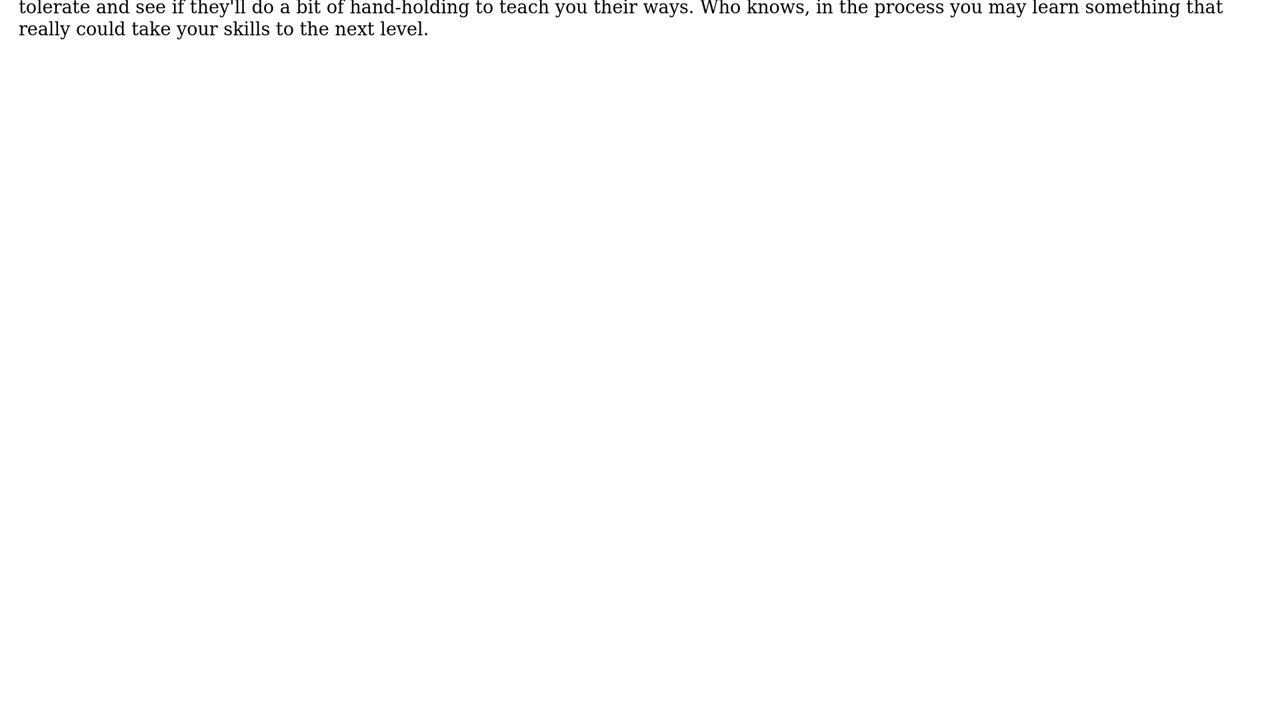 tolerate and see if they'll do a bit of hand-holding to teach you their ways. Who knows, in the process you may learn something that
really could take your skills to the next level.